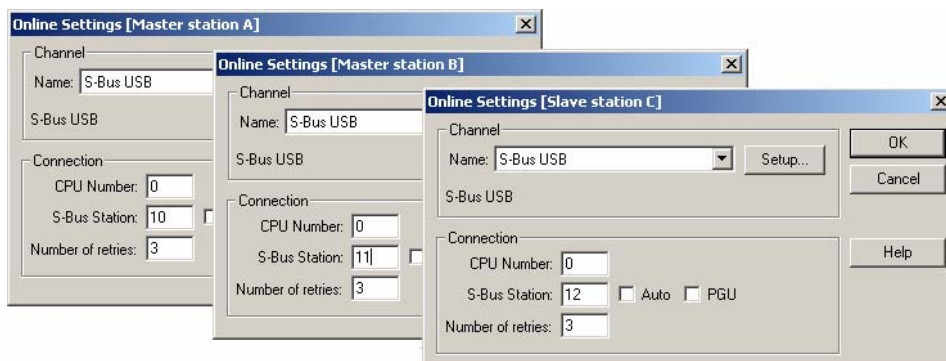 Online Settings [Master station A]
Channel
Name: S-Bus USB
S-Bus USB
Connection
CPU Number: 0
S-Bus Station: 10
Number of retries: 3
Online Settings [Master station B]
Channel
Name: S-Bus USB
S-Bus USB
Connection
CPU Number: 0
S-Bus Station: 11
Number of retries: 3
Online Settings [Slave station C]
Channel
Name: S-Bus USB
Setup...
S-Bus USB
Connection
CPU Number: 0
S-Bus Station: 12 Auto PGU
Number of retries: 3
OK
Cancel
Help